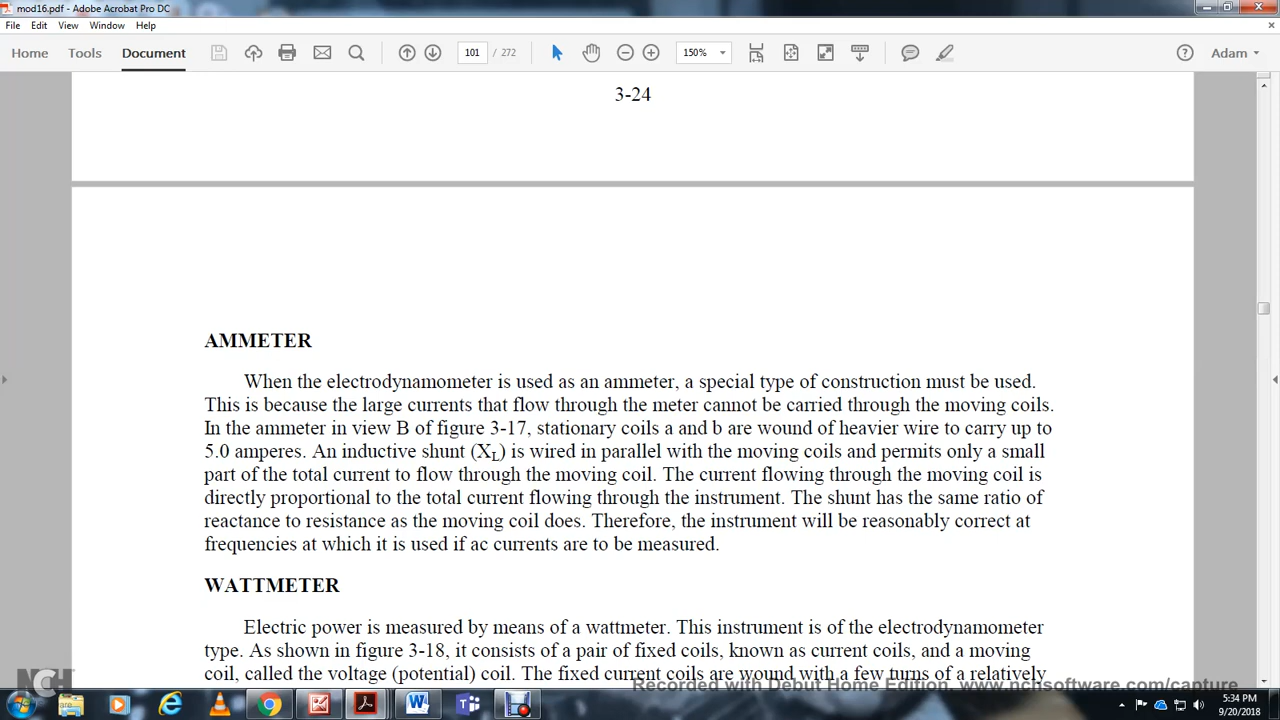 mod16.pdf - Adobe Acrobat Pro DC
File Edit View Window Help
Home Tools Document 101 / 272 150% Adam
3-24
AMMETER
When the electrodynamometer is used as an ammeter, a special type of construction must be used.
This is because the large currents that flow through the meter cannot be carried through the moving coils.
In the ammeter in view B of figure 3-17, stationary coils a and b are wound of heavier wire to carry up to
5.0 amperes. An inductive shunt (XL) is wired in parallel with the moving coils and permits only a small
part of the total current to flow through the moving coil. The current flowing through the moving coil is
directly proportional to the total current flowing through the instrument. The shunt has the same ratio of
reactance to resistance as the moving coil does. Therefore, the instrument will be reasonably correct at
frequencies at which it is used if ac currents are to be measured.
WATTMETER
Electric power is measured by means of a wattmeter. This instrument is of the electrodynamometer
type. As shown in figure 3-18, it consists of a pair of fixed coils, known as current coils, and a moving
coil, called the voltage (potential) coil. The fixed current coils are wound with a few turns of a relatively
NCH
Recorded with Debut Home Edition. www.nchsoftware.com/capture
5:34 PM
9/20/2018